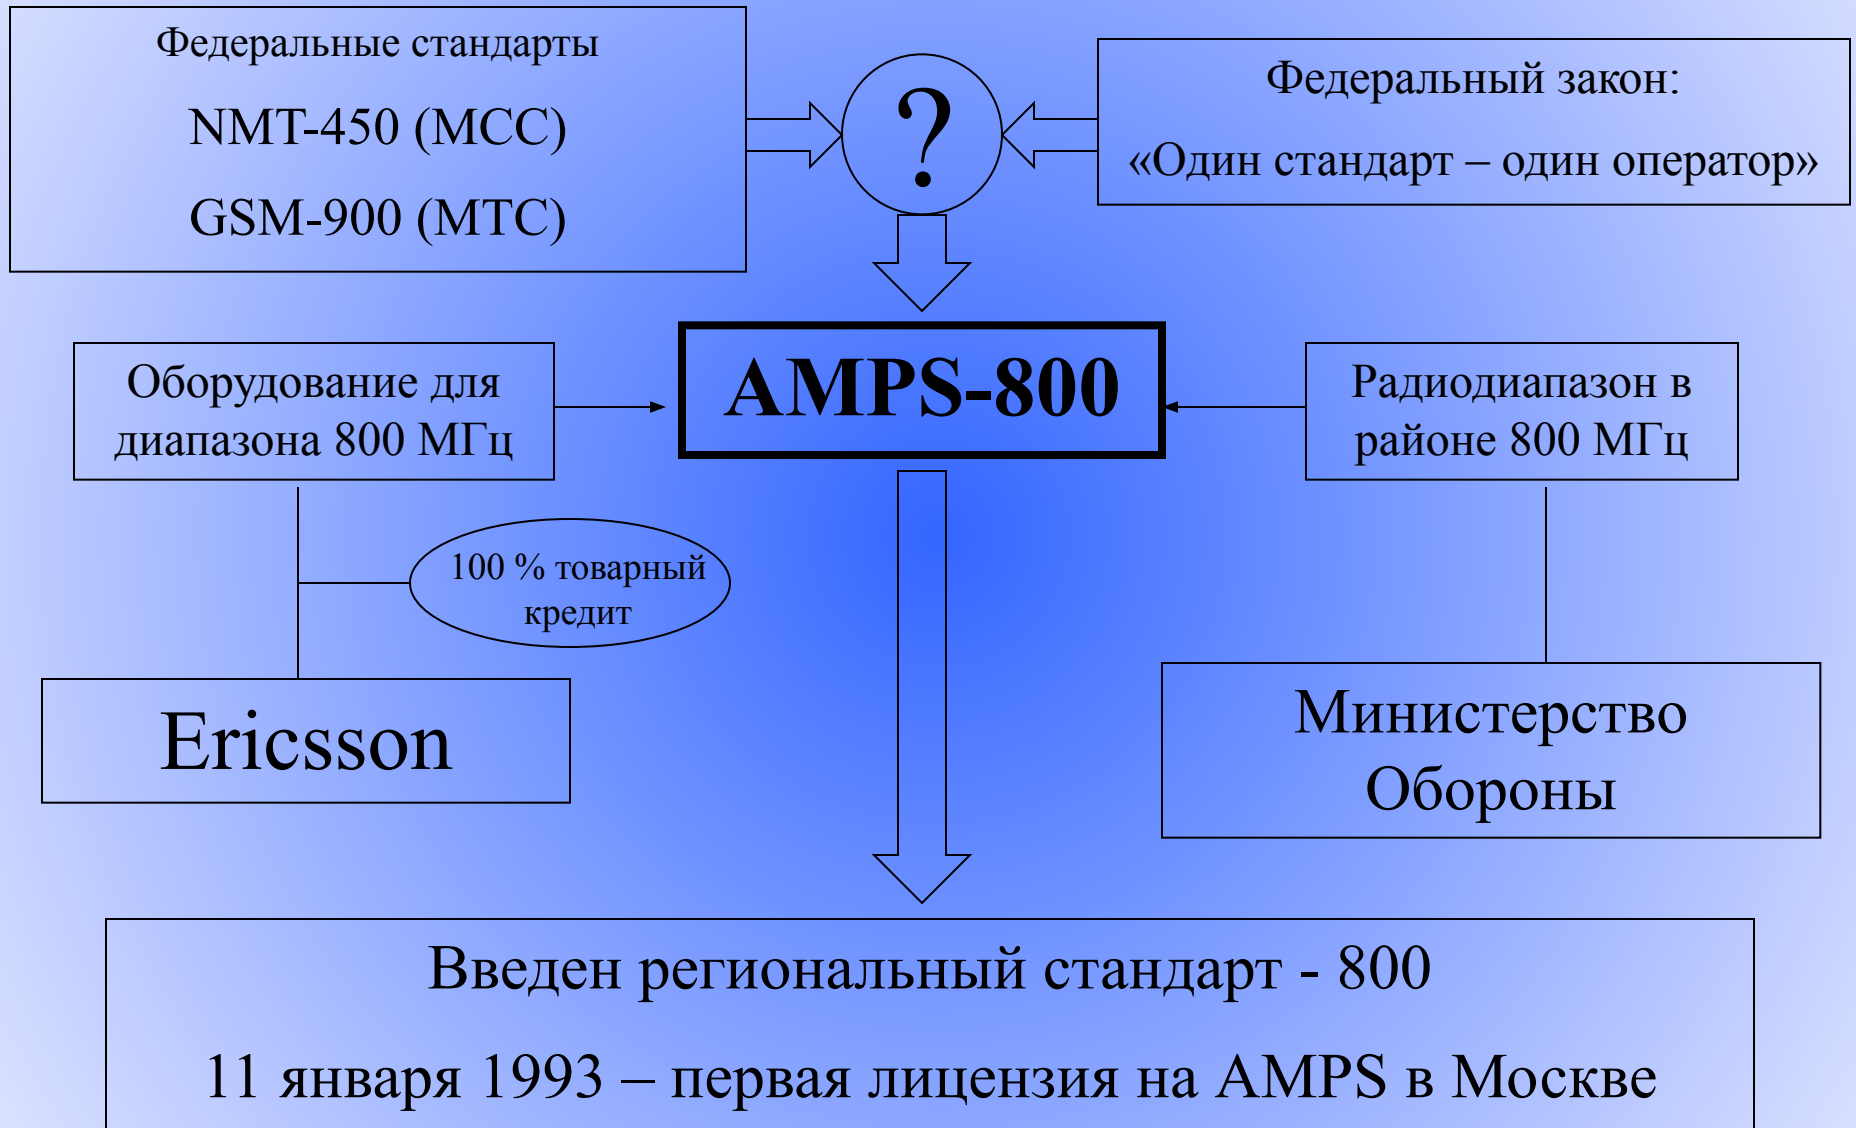 Федеральные стандарты
NMT-450 (МСС)
GSM-900 (МТС)
?
Федеральный закон:
«Один стандарт – один оператор»
AMPS-800
Оборудование для
диапазона 800 МГц
Радиодиапазон в
районе 800 МГц
100 % товарный
кредит
Ericsson
Министерство
Обороны
Введен региональный стандарт - 800
11 января 1993 – первая лицензия на AMPS в Москве